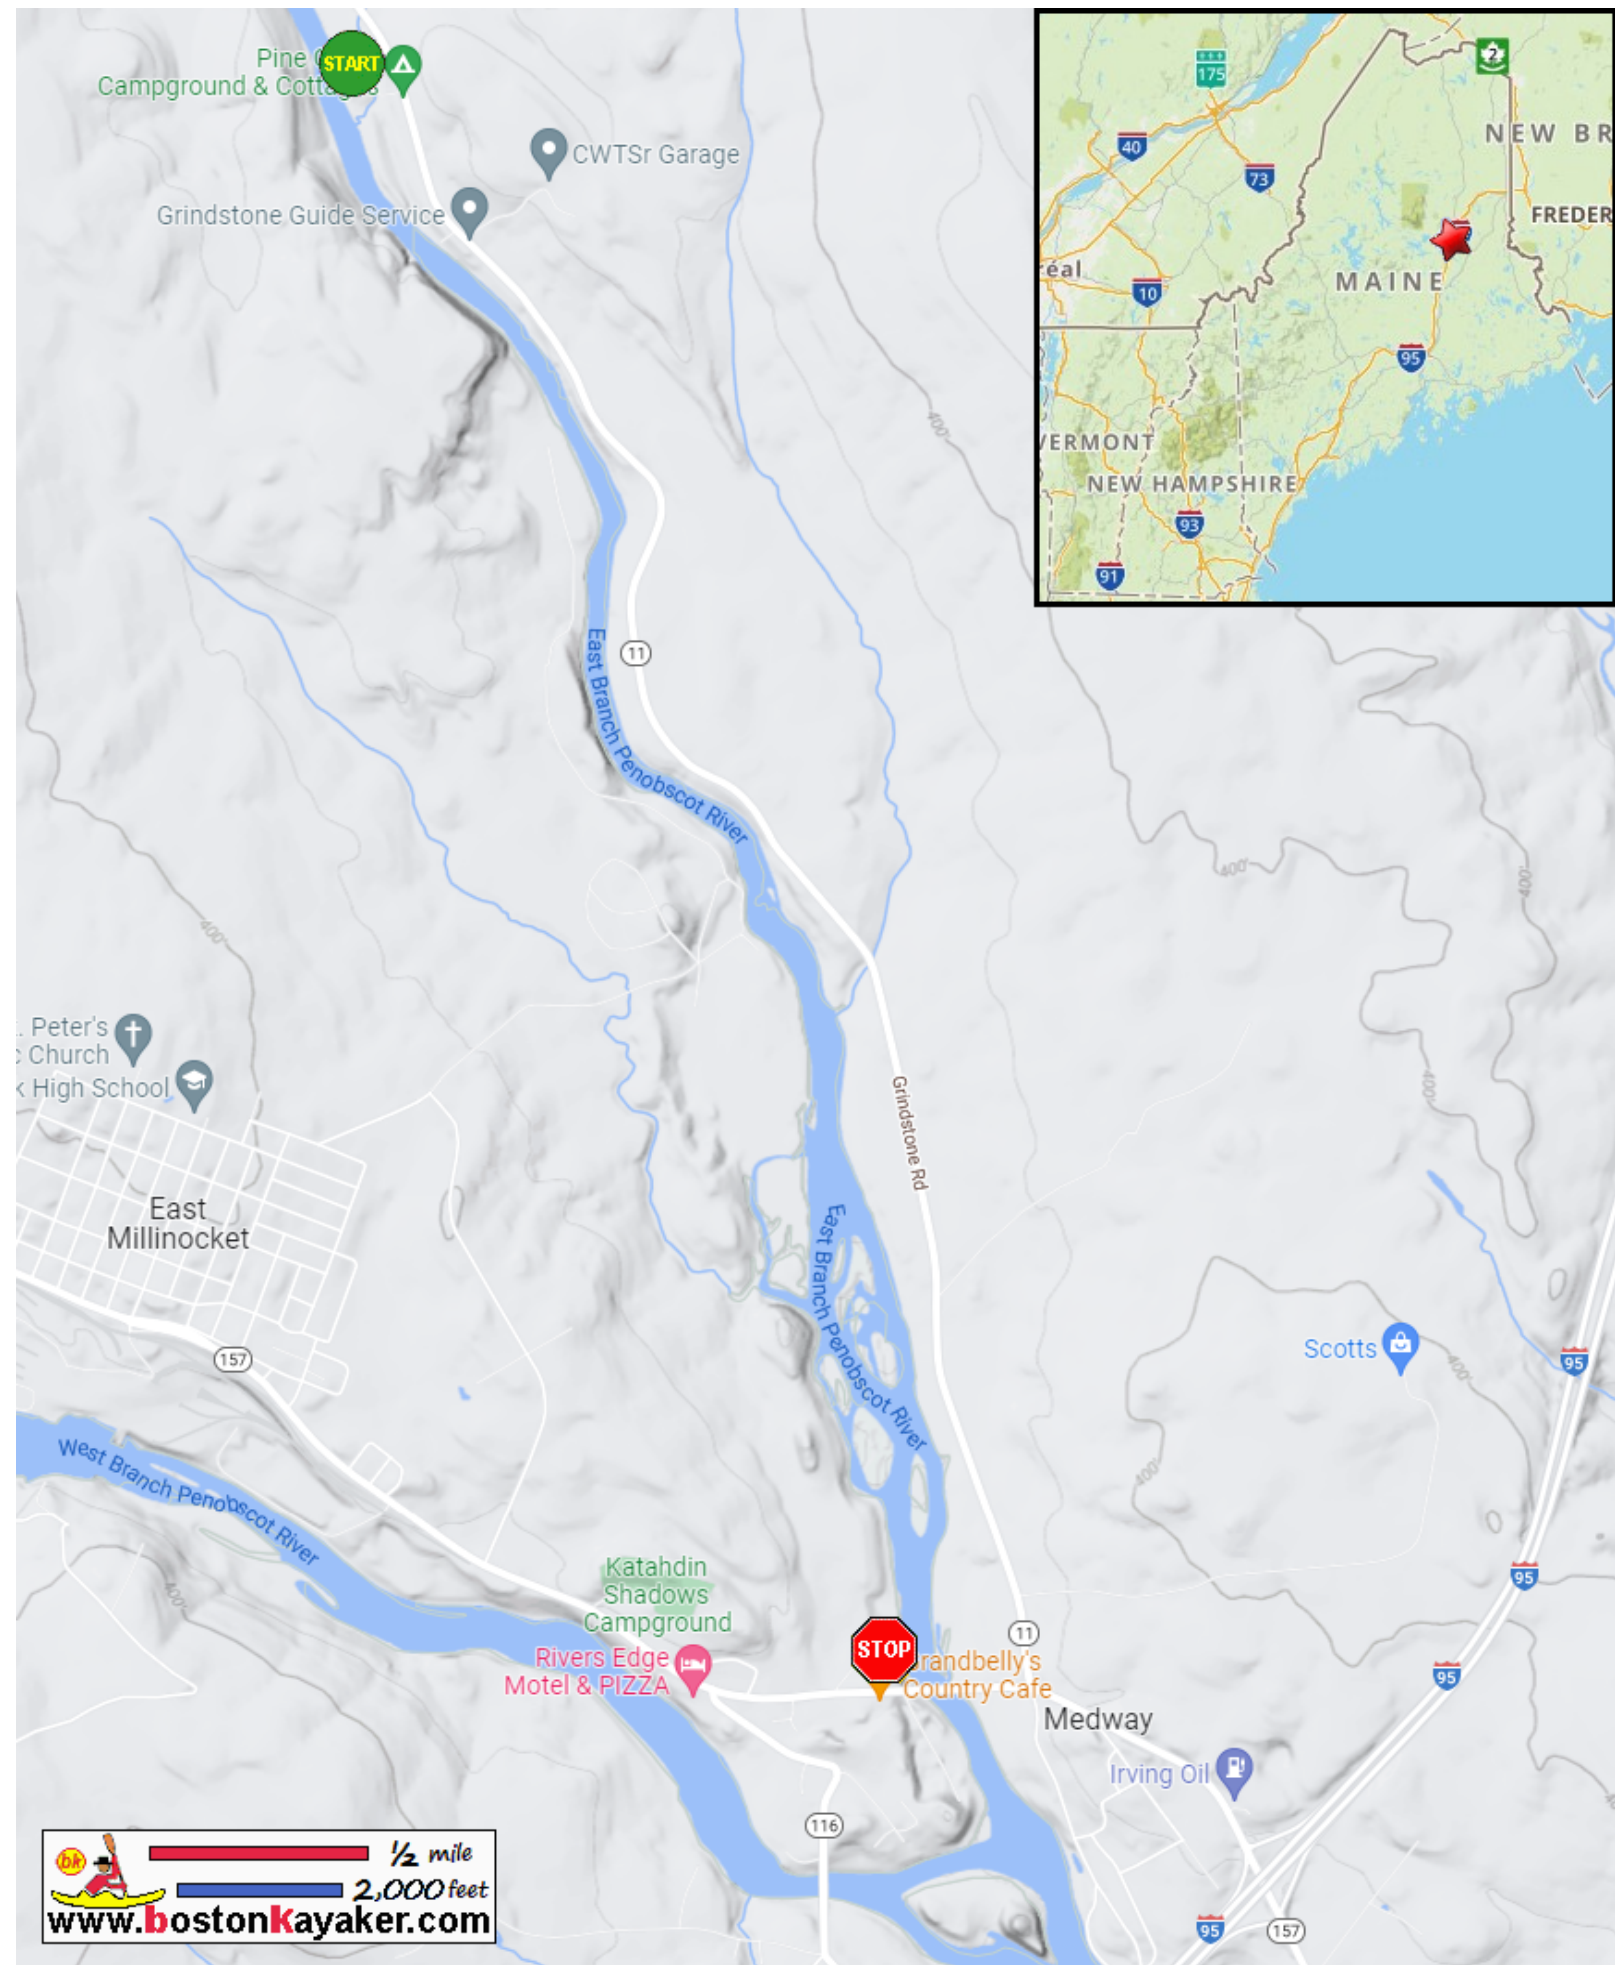 Pine
START
Campground & Cott
CWTSr Garage
Grindstone Guide Service
400'
11
East Branch Penobscot River
400'
400'
400'
Peter's
Church
High School
400'
Grindstone Rd
East
Millinocket
East Branch Penobscot River
157
Scotts
400'
95
West Branch Penobscot River
400'
95
400'
Katahdin
Shadows
Campground
11
STOP
Rivers Edge
Motel & PIZZA
randbelly's
Country Cafe
95
Medway
Irving Oil
116
95
157
175
2
NEW BR
40
73
FREDER
éal
MAINE
10
95
VERMONT
NEW HAMPSHIRE
93
91
bk
1/2 mile
2,000 feet
www.bostonkayaker.com